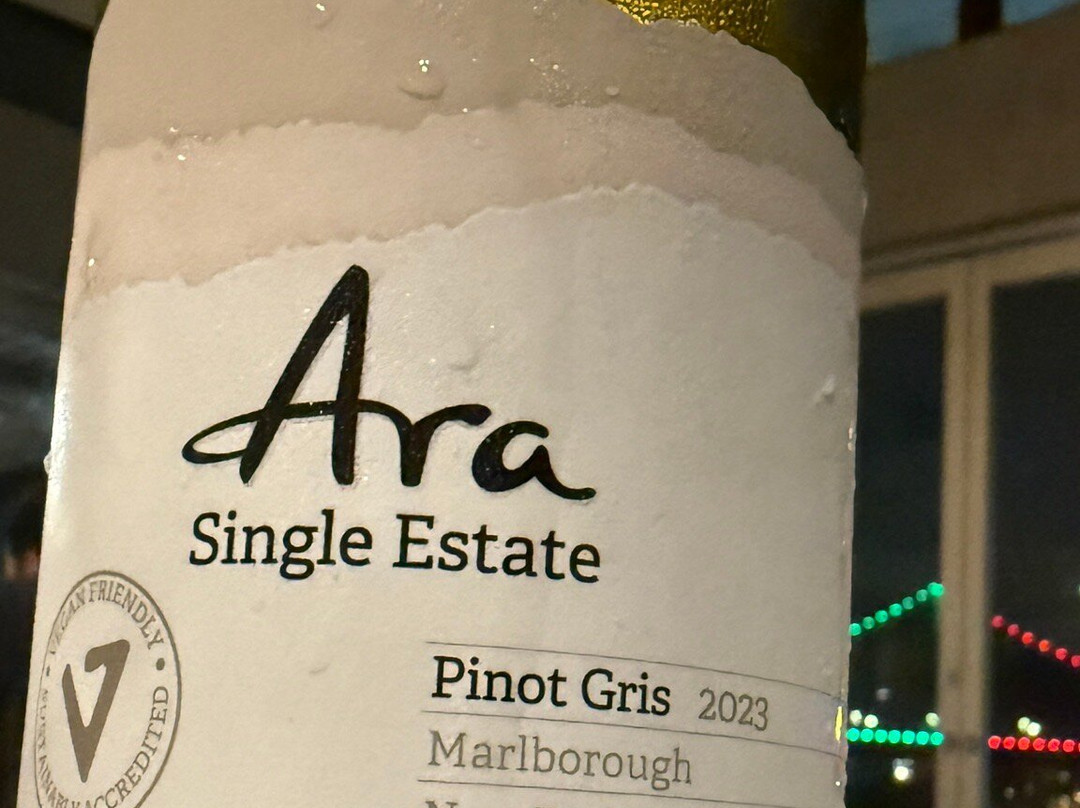 Ara
Single Estate
VEGAN FRIENDLY
ACCREDITED
Pinot Gris 2023
Marlborough